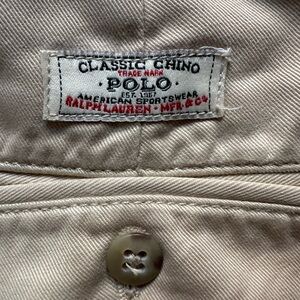 CLASSIC CHINO
TRADE MARK
· POLO ·
EST. 1967
AMERICAN SPORTSWEAR
RALPH LAUREN · MFR. & Co.